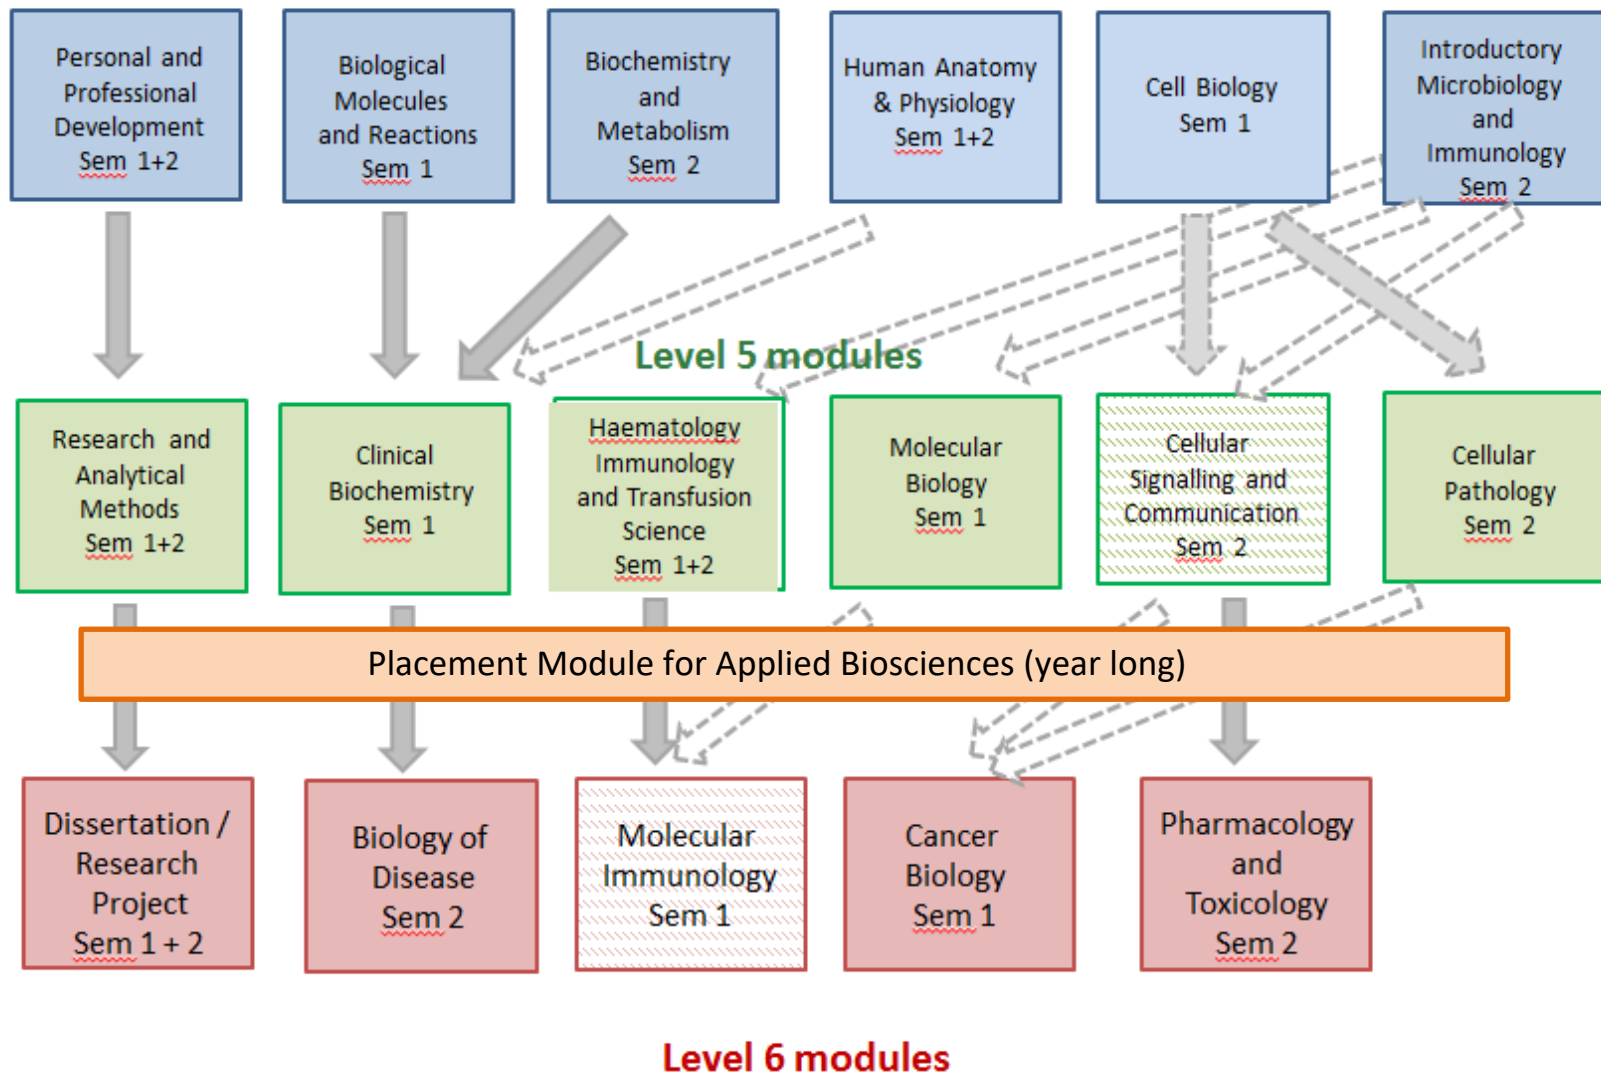 Personal and
Professional
Development
Sem 1+2
Biological
Molecules
and Reactions
Sem 1
Biochemistry
and
Metabolism
Sem 2
Human Anatomy
& Physiology
Sem 1+2
Cell Biology
Sem 1
Introductory
Microbiology
and
Immunology
Sem 2
Level 5 modules
Research and
Analytical
Methods
Sem 1+2
Clinical
Biochemistry
Sem 1
Haematology
Immunology
and Transfusion
Science
Sem 1+2
Molecular
Biology
Sem 1
Cellular
Signalling and
Communication
Sem 2
Cellular
Pathology
Sem 2
Placement Module for Applied Biosciences (year long)
Dissertation /
Research
Project
Sem 1 + 2
Biology of
Disease
Sem 2
Molecular
Immunology
Sem 1
Cancer
Biology
Sem 1
Pharmacology
and
Toxicology
Sem 2
Level 6 modules